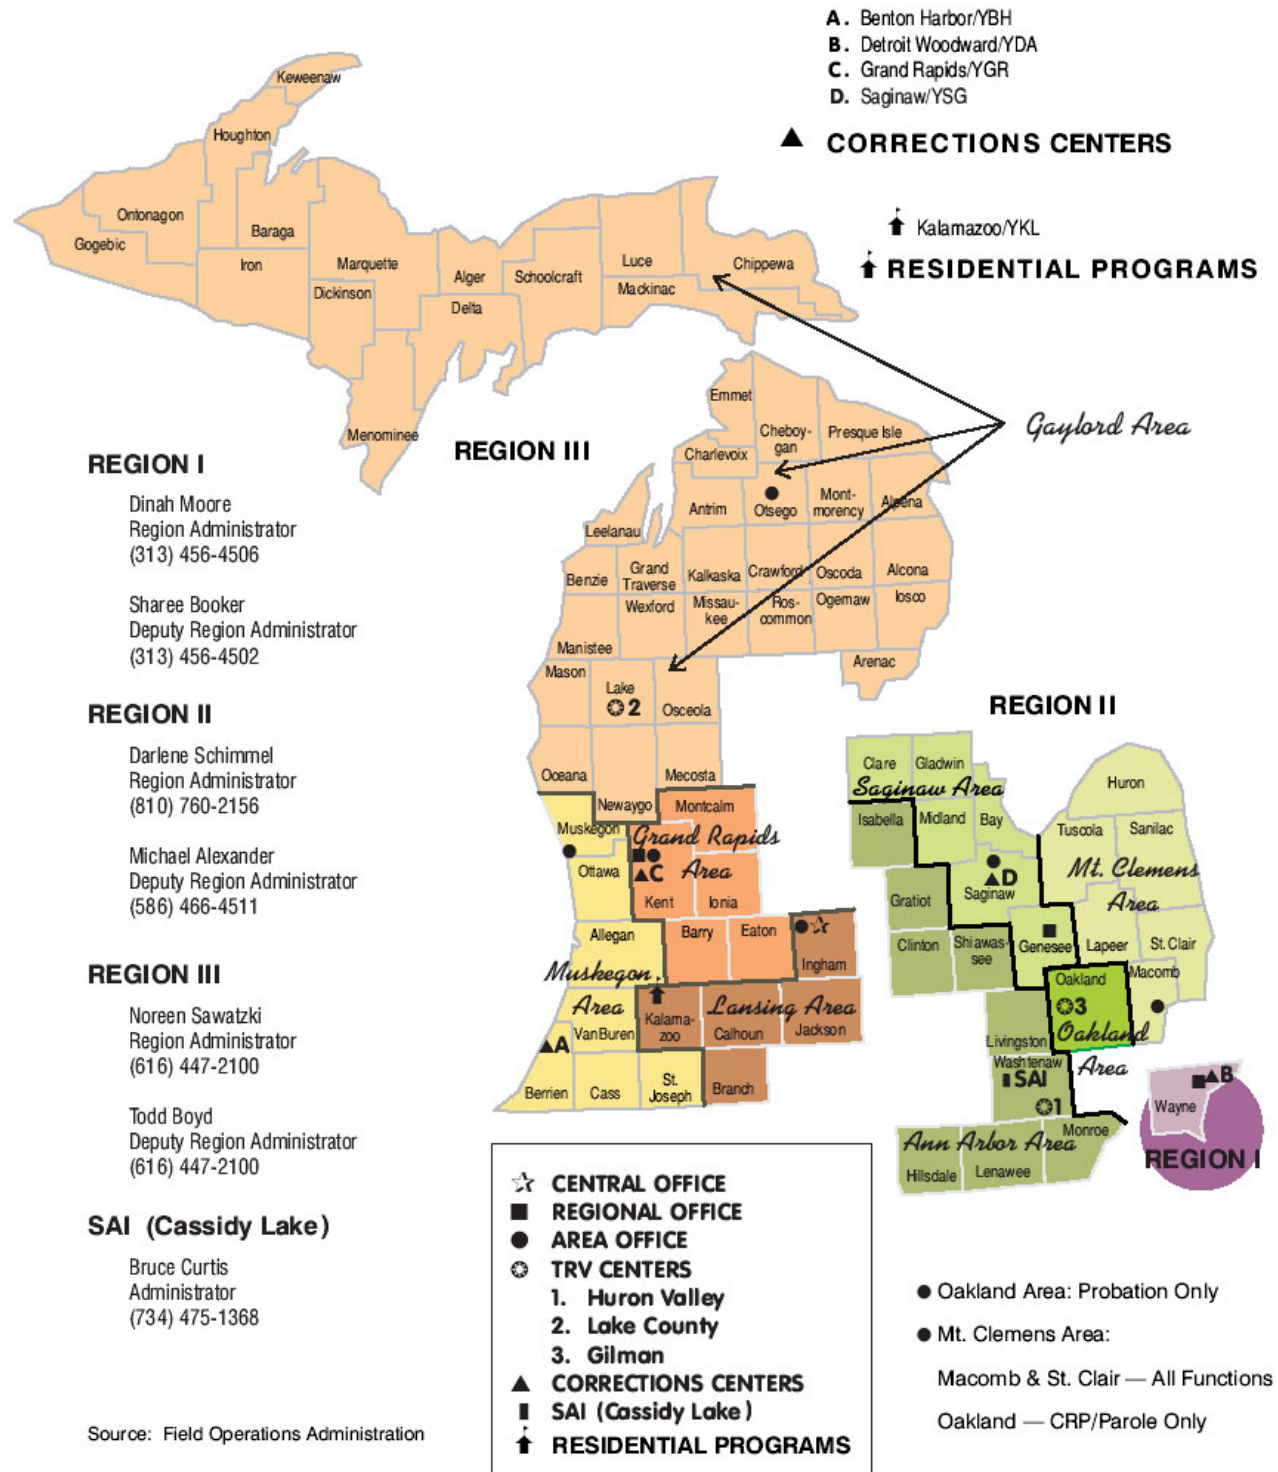 A. Benton Harbor/YBH
B. Detroit Woodward/YDA
C. Grand Rapids/YGR
D. Saginaw/YSG
▲ CORRECTIONS CENTERS
Kalamazoo/YKL
RESIDENTIAL PROGRAMS
Keweenaw
Houghton
Ontonagon
Gogebic
Baraga
Iron
Marquette
Dickinson
Alger
Delta
Schoolcraft
Luce
Mackinac
Chippewa
Menominee
REGION III
Gaylord Area
Emmet
Cheboy-
gan
Presque Isle
Charlevoix
Antrim
Otsego
Mont-
morency
Alpena
Leelanau
Benzie
Grand
Traverse
Kalkaska
Crawford
Oscoda
Alcona
Manistee
Wexford
Missau-
kee
Ros-
common
Ogemaw
Iosco
Arenac
Mason
Lake
2
Osceola
Oceana
Newaygo
Mecosta
REGION I
Dinah Moore
Region Administrator
(313) 456-4506
Sharee Booker
Deputy Region Administrator
(313) 456-4502
REGION II
Darlene Schimmel
Region Administrator
(810) 760-2156
Michael Alexander
Deputy Region Administrator
(586) 466-4511
REGION III
Noreen Sawatzki
Region Administrator
(616) 447-2100
Todd Boyd
Deputy Region Administrator
(616) 447-2100
SAI (Cassidy Lake)
Bruce Curtis
Administrator
(734) 475-1368
Source: Field Operations Administration
Montcalm
Muskegon
Grand Rapids
Area
Ottawa
C
Kent
Ionia
Allegan
Barry
Eaton
Ingham
Muskegon
Area
Lansing Area
VanBuren
Kalama-
zoo
Calhoun
Jackson
A
Berrien
Cass
St.
Joseph
Branch
REGION II
Clare
Gladwin
Saginaw Area
Isabella
Midland
Bay
Huron
Tuscola
Sanilac
Mt. Clemens
Area
D
Saginaw
Gratiot
Clinton
Shiawas-
see
Genesee
Lapeer
St. Clair
Oakland
Macomb
3
Oakland
Area
Livingston
Washtenaw
SAI
1
Ann Arbor Area
Monroe
Hillsdale
Lenawee
B
Wayne
REGION I
CENTRAL OFFICE
REGIONAL OFFICE
AREA OFFICE
TRV CENTERS
1. Huron Valley
2. Lake County
3. Gilman
CORRECTIONS CENTERS
SAI (Cassidy Lake)
RESIDENTIAL PROGRAMS
● Oakland Area: Probation Only
● Mt. Clemens Area:
Macomb & St. Clair — All Functions
Oakland — CRP/Parole Only